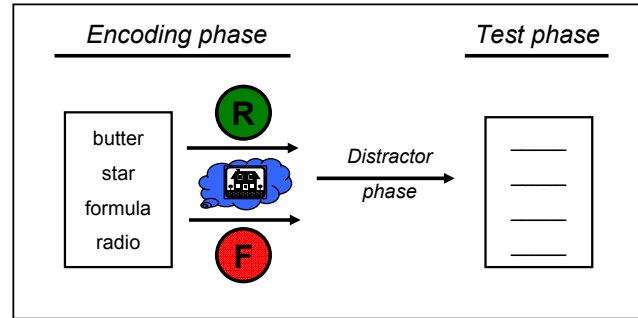 Encoding phase
Test phase
R
butter
star
formula
radio
Distractor
phase
F